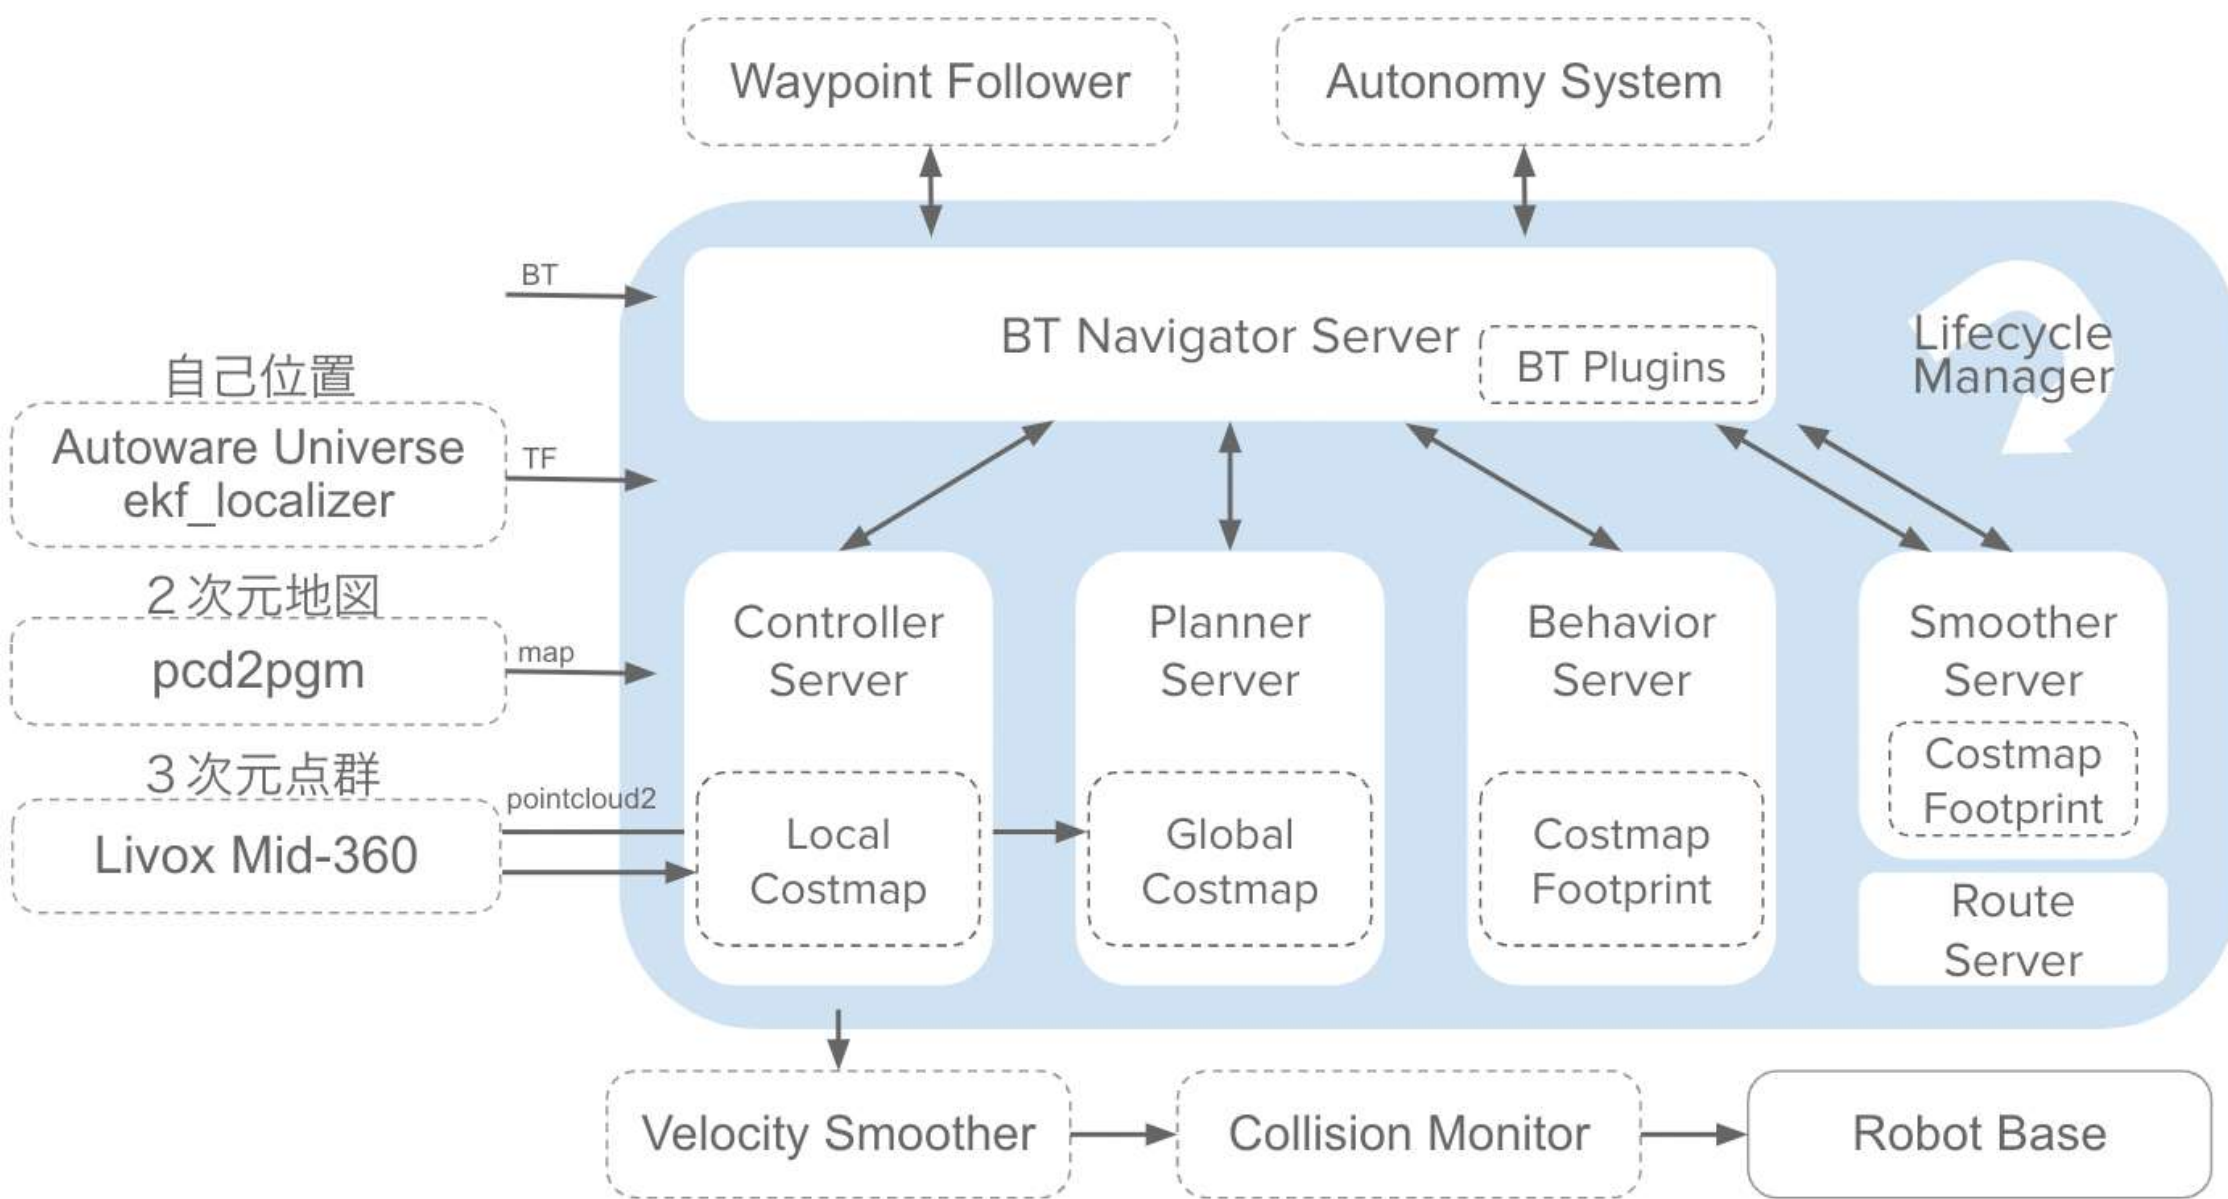 Waypoint Follower
Autonomy System
BT
BT Navigator Server
BT Plugins
Lifecycle
Manager
自己位置
Autoware Universe
ekf_localizer
TF
２次元地図
pcd2pgm
map
３次元点群
Livox Mid-360
pointcloud2
Controller
Server
Local
Costmap
Planner
Server
Global
Costmap
Behavior
Server
Costmap
Footprint
Smoother
Server
Costmap
Footprint
Route
Server
Velocity Smoother
Collision Monitor
Robot Base